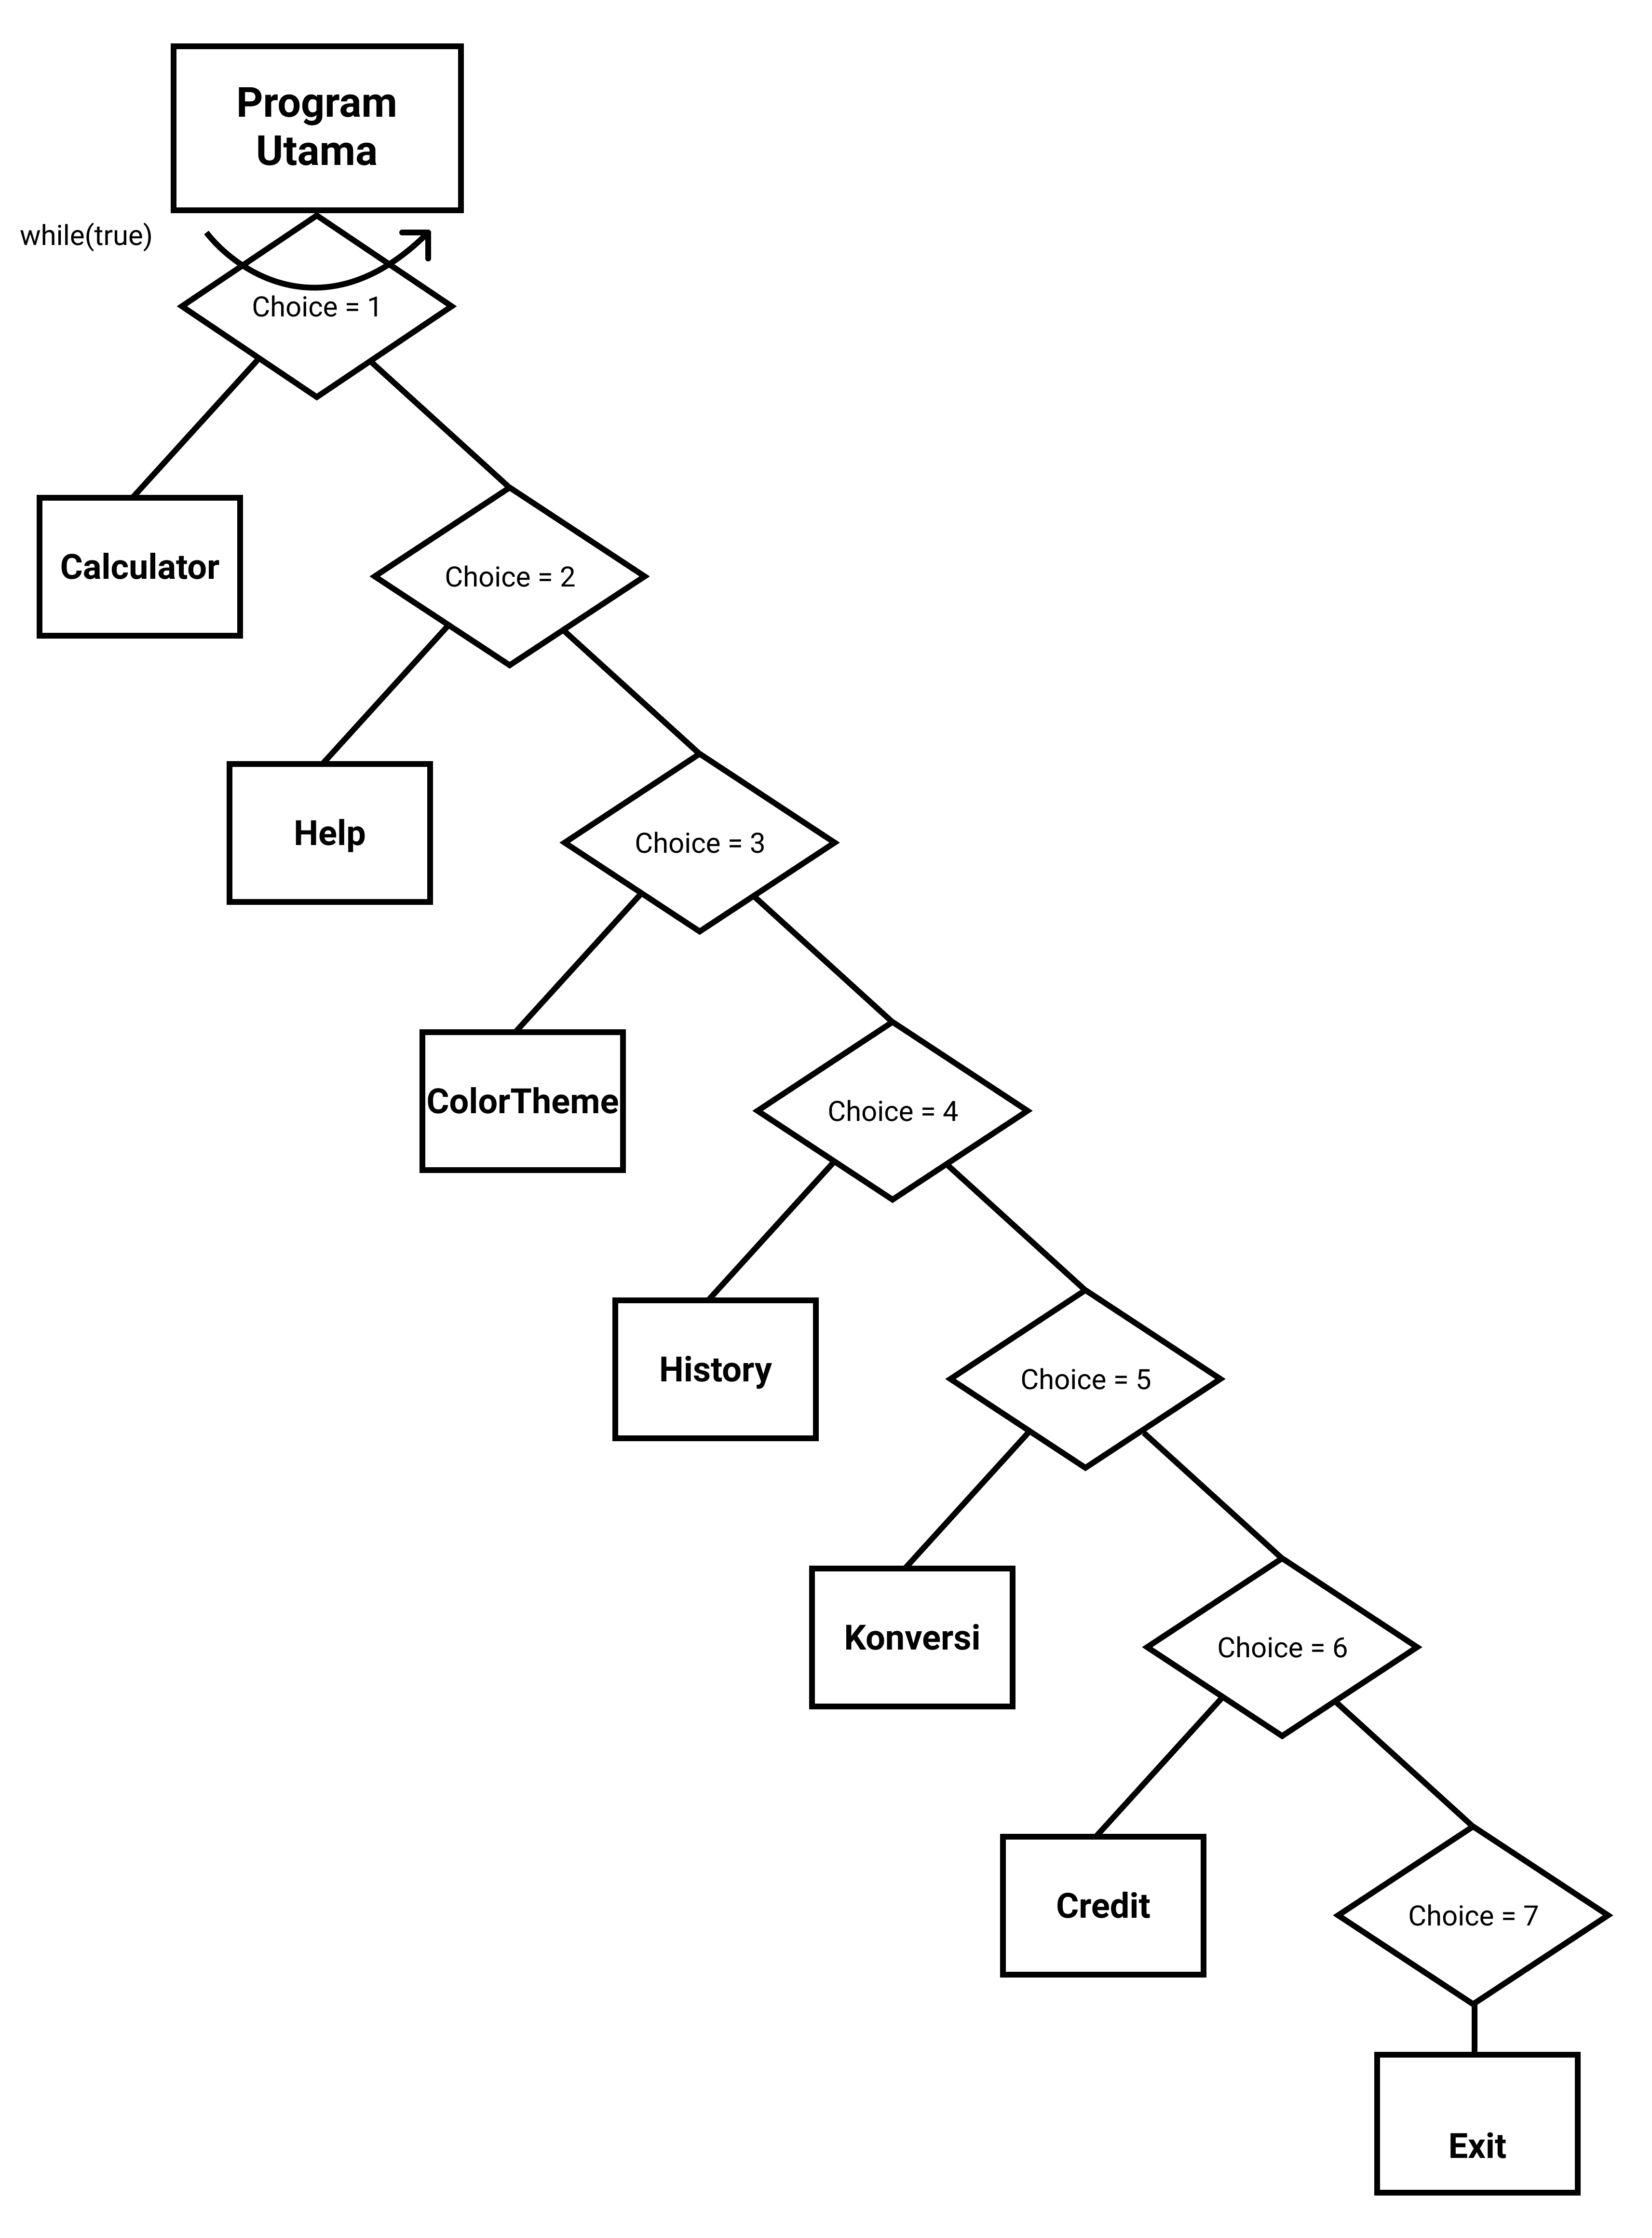 Program
Utama
while(true)
Choice = 1
Calculator
Choice = 2
Help
Choice = 3
ColorTheme
Choice = 4
History
Choice = 5
Konversi
Choice = 6
Credit
Choice = 7
Exit